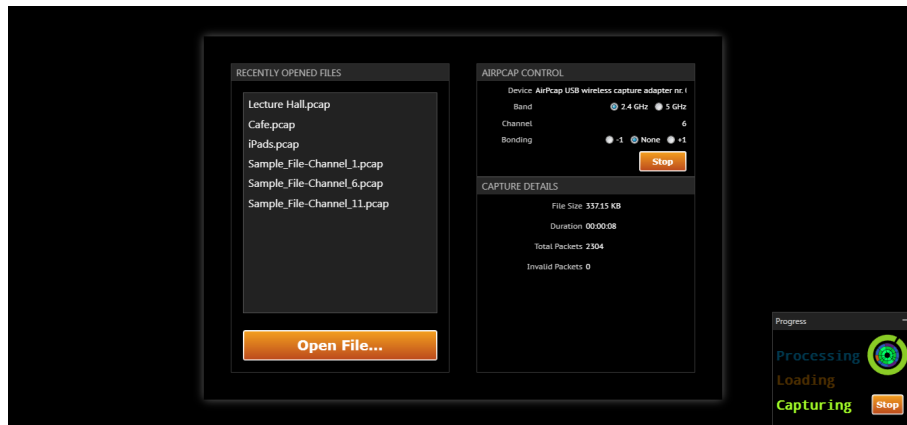 RECENTLY OPENED FILES
Lecture Hall.pcap
Cafe.pcap
iPads.pcap
Sample_File-Channel_1.pcap
Sample_File-Channel_6.pcap
Sample_File-Channel_11.pcap
Open File...
AIRPCAP CONTROL
Device AirPcap USB wireless capture adapter nr.
Band 2.4 GHz 5 GHz
Channel 6
Bonding -1 None +1
Stop
CAPTURE DETAILS
File Size 337.15 KB
Duration 00:00:08
Total Packets 2304
Invalid Packets 0
Progress
Processing
Loading
Capturing Stop